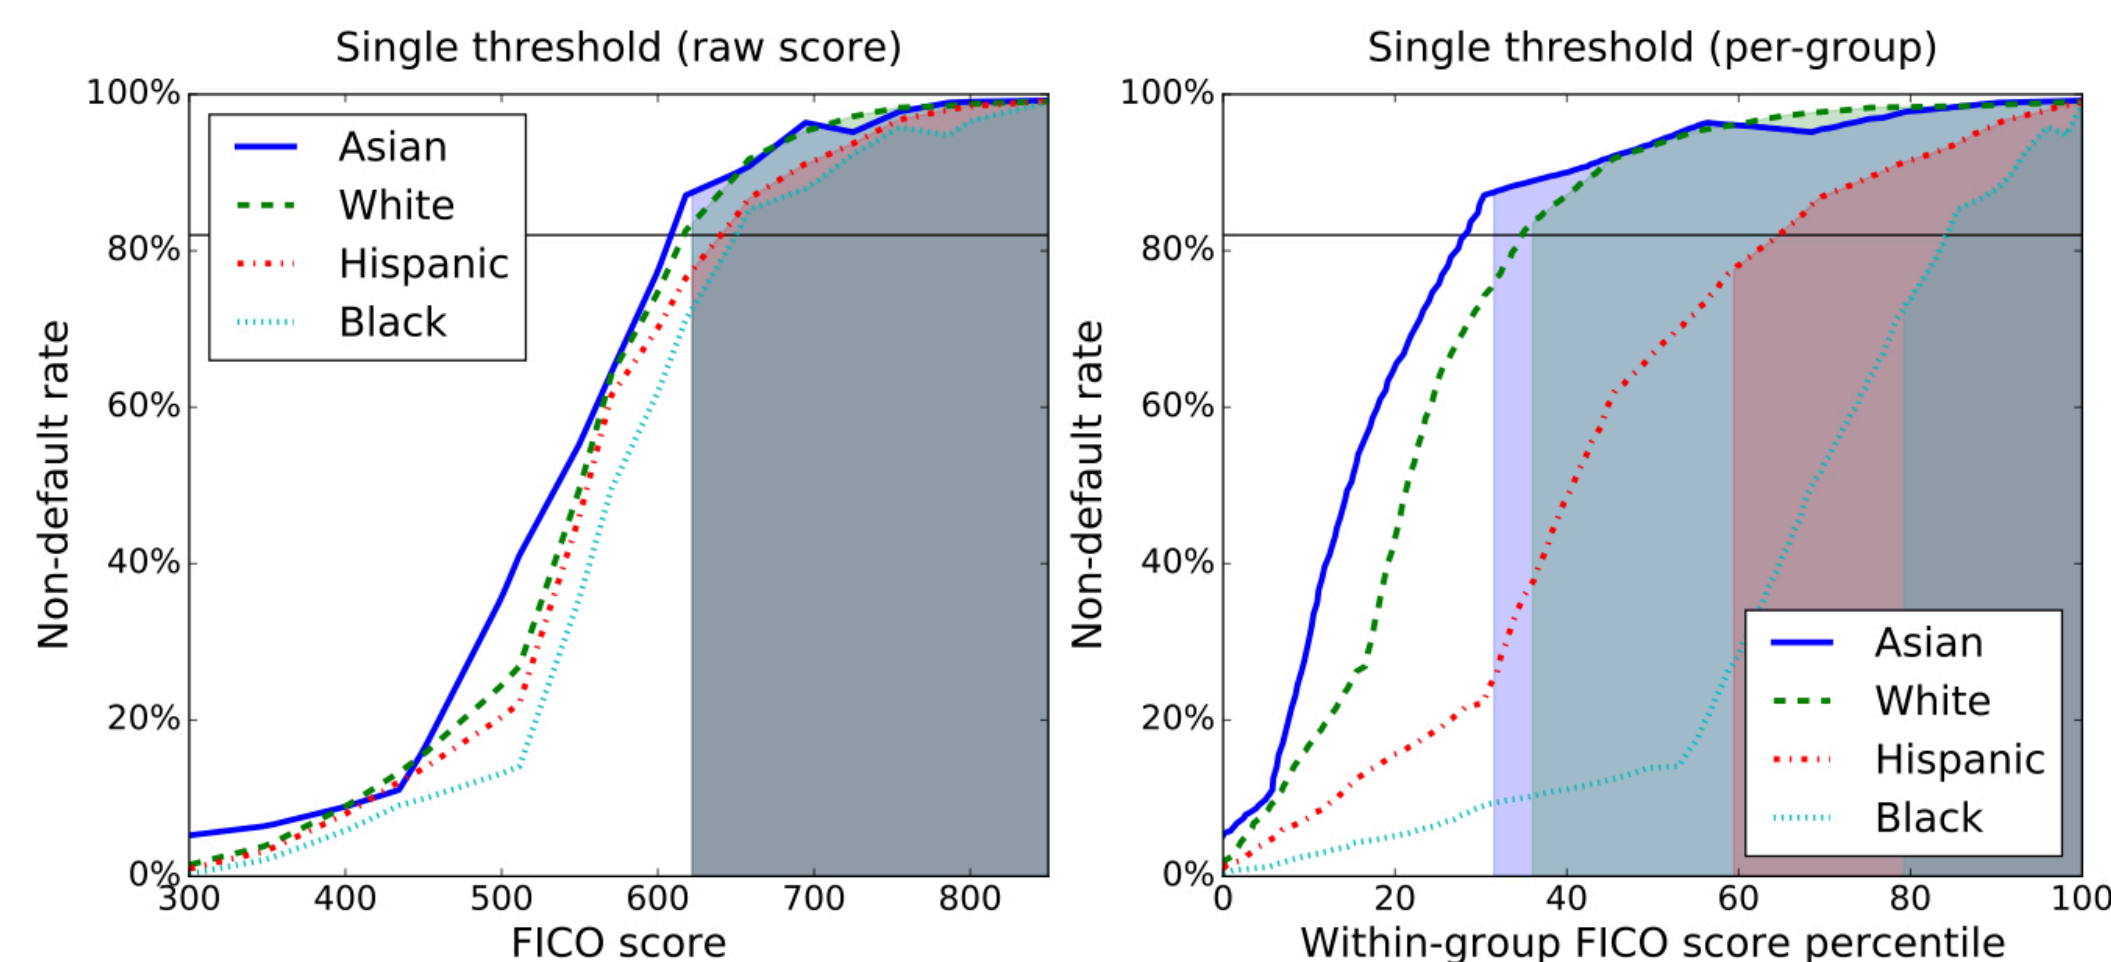 Single threshold (raw score)
100%
80%
60%
40%
20%
0%
Non-default rate
Asian
White
Hispanic
Black
300 400 500 600 700 800
FICO score
Single threshold (per-group)
100%
80%
60%
40%
20%
0%
Non-default rate
Asian
White
Hispanic
Black
0 20 40 60 80 100
Within-group FICO score percentile